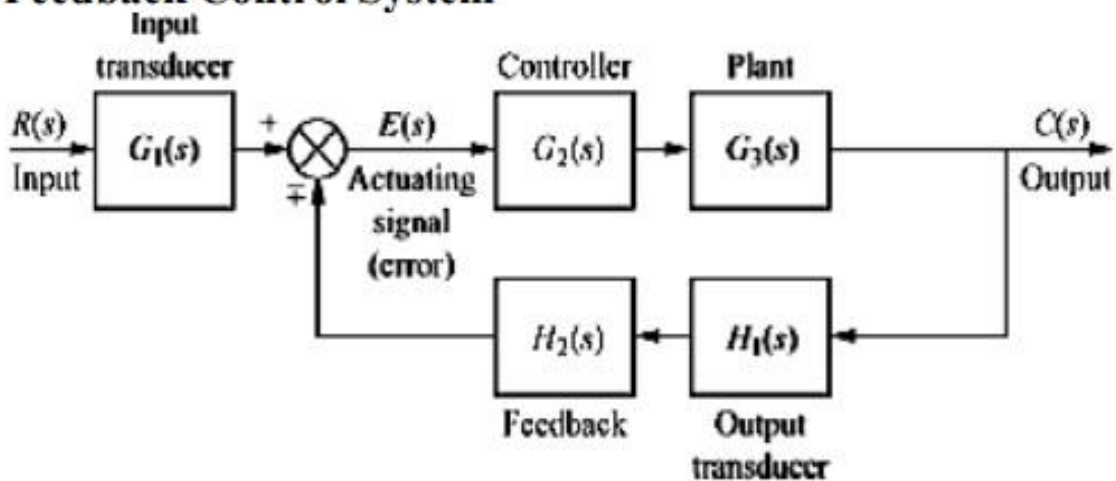 Feedback Control System
Input
transducer
Controller
Plant
R(s)
Input
G₁(s)
+
∓
E(s)
Actuating
signal
(error)
G₂(s)
G₃(s)
C(s)
Output
H₂(s)
H₁(s)
Feedback
Output
transducer